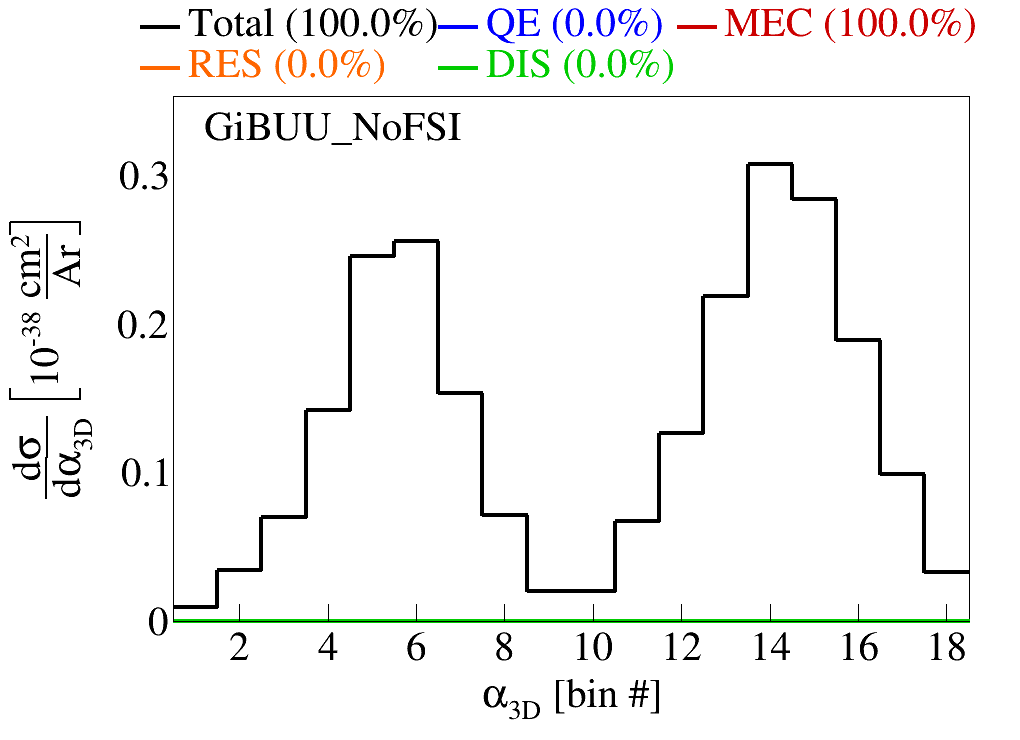 Total (100.0%) QE (0.0%) MEC (100.0%)
RES (0.0%) DIS (0.0%)
GiBUU_NoFSI
0.3
0.2
0.1
0
dσ/dα3D [10-38 cm2/Ar]
2 4 6 8 10 12 14 16 18
α3D [bin #]